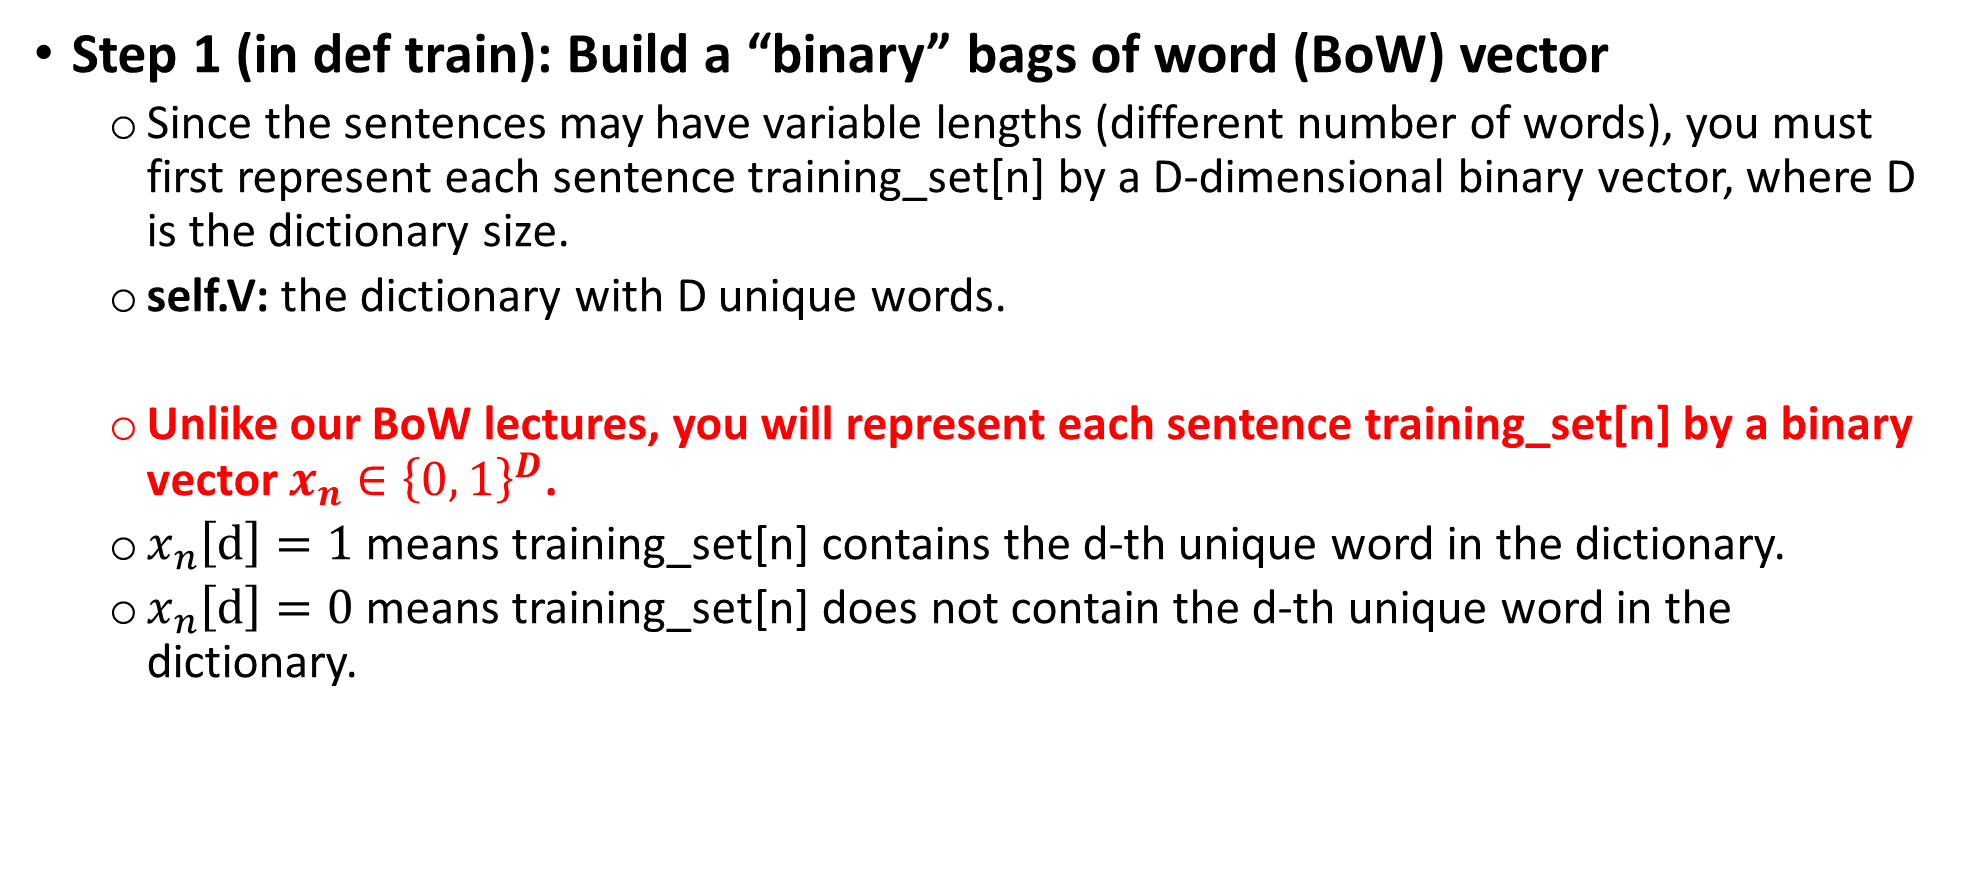 • Step 1 (in def train): Build a “binary” bags of word (BoW) vector
○ Since the sentences may have variable lengths (different number of words), you must
first represent each sentence training_set[n] by a D-dimensional binary vector, where D
is the dictionary size.
○ self.V: the dictionary with D unique words.
○ Unlike our BoW lectures, you will represent each sentence training_set[n] by a binary
vector 𝒙ₙ ∈ {0, 1}ᴰ.
○ 𝑥ₙ[d] = 1 means training_set[n] contains the d-th unique word in the dictionary.
○ 𝑥ₙ[d] = 0 means training_set[n] does not contain the d-th unique word in the
dictionary.